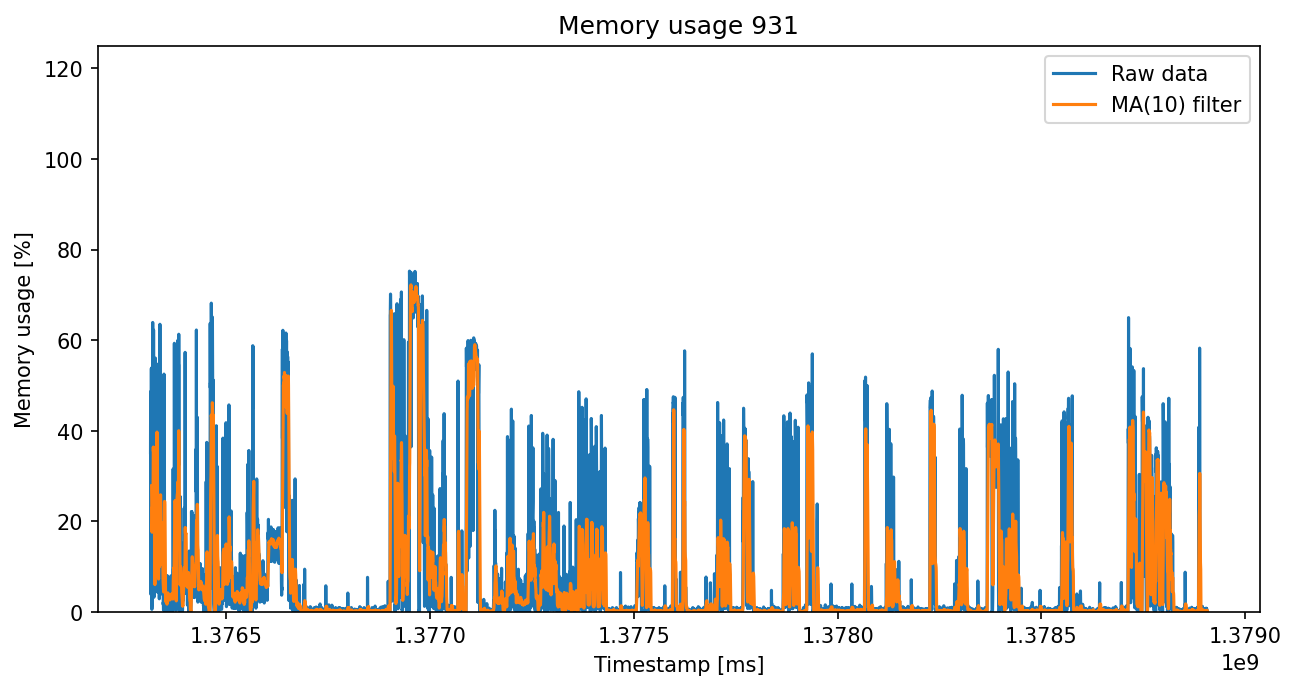 Memory usage 931
Raw data
MA(10) filter
Memory usage [%]
120
100
80
60
40
20
0
1.3765 1.3770 1.3775 1.3780 1.3785 1.3790
1e9
Timestamp [ms]